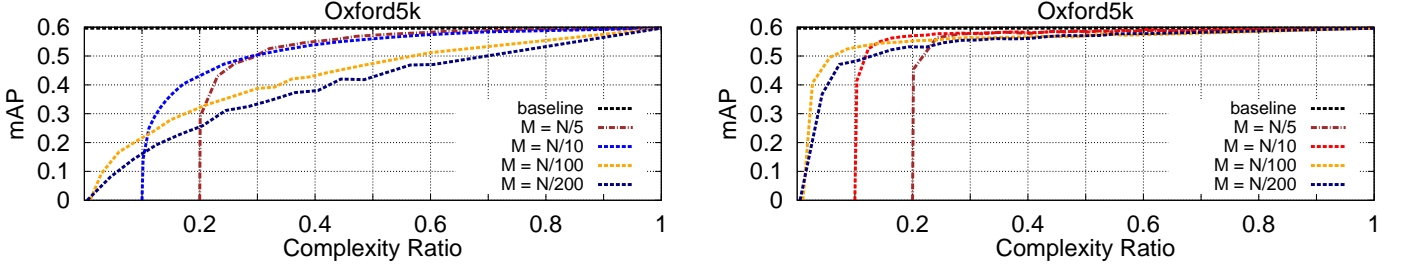 Oxford5k
0.6
0.5
0.4
0.3
0.2
0.1
0
mAP
baseline
M = N/5
M = N/10
M = N/100
M = N/200
0.2 0.4 0.6 0.8 1
Complexity Ratio
Oxford5k
0.6
0.5
0.4
0.3
0.2
0.1
0
mAP
baseline
M = N/5
M = N/10
M = N/100
M = N/200
0.2 0.4 0.6 0.8 1
Complexity Ratio